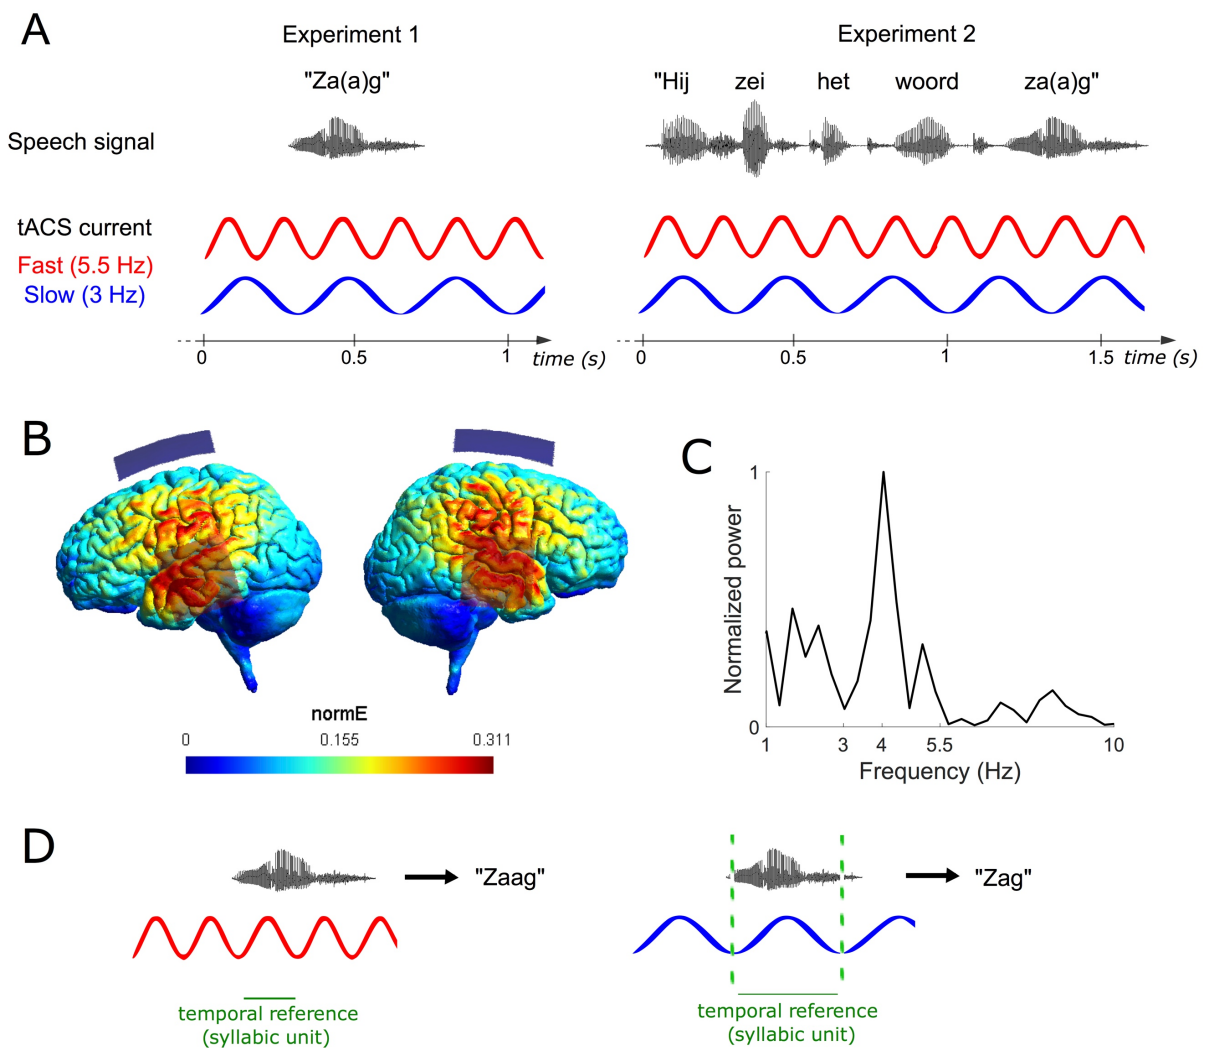 A
Experiment 1
Experiment 2
"Za(a)g"
"Hij zei het woord za(a)g"
Speech signal
tACS current
Fast (5.5 Hz)
Slow (3 Hz)
0 0.5 1 time (s)
0 0.5 1 1.5 time (s)
B
normE
0 0.155 0.311
C
1
Normalized power
0
1 3 4 5.5 10
Frequency (Hz)
D
"Zaag"
"Zag"
temporal reference
(syllabic unit)
temporal reference
(syllabic unit)